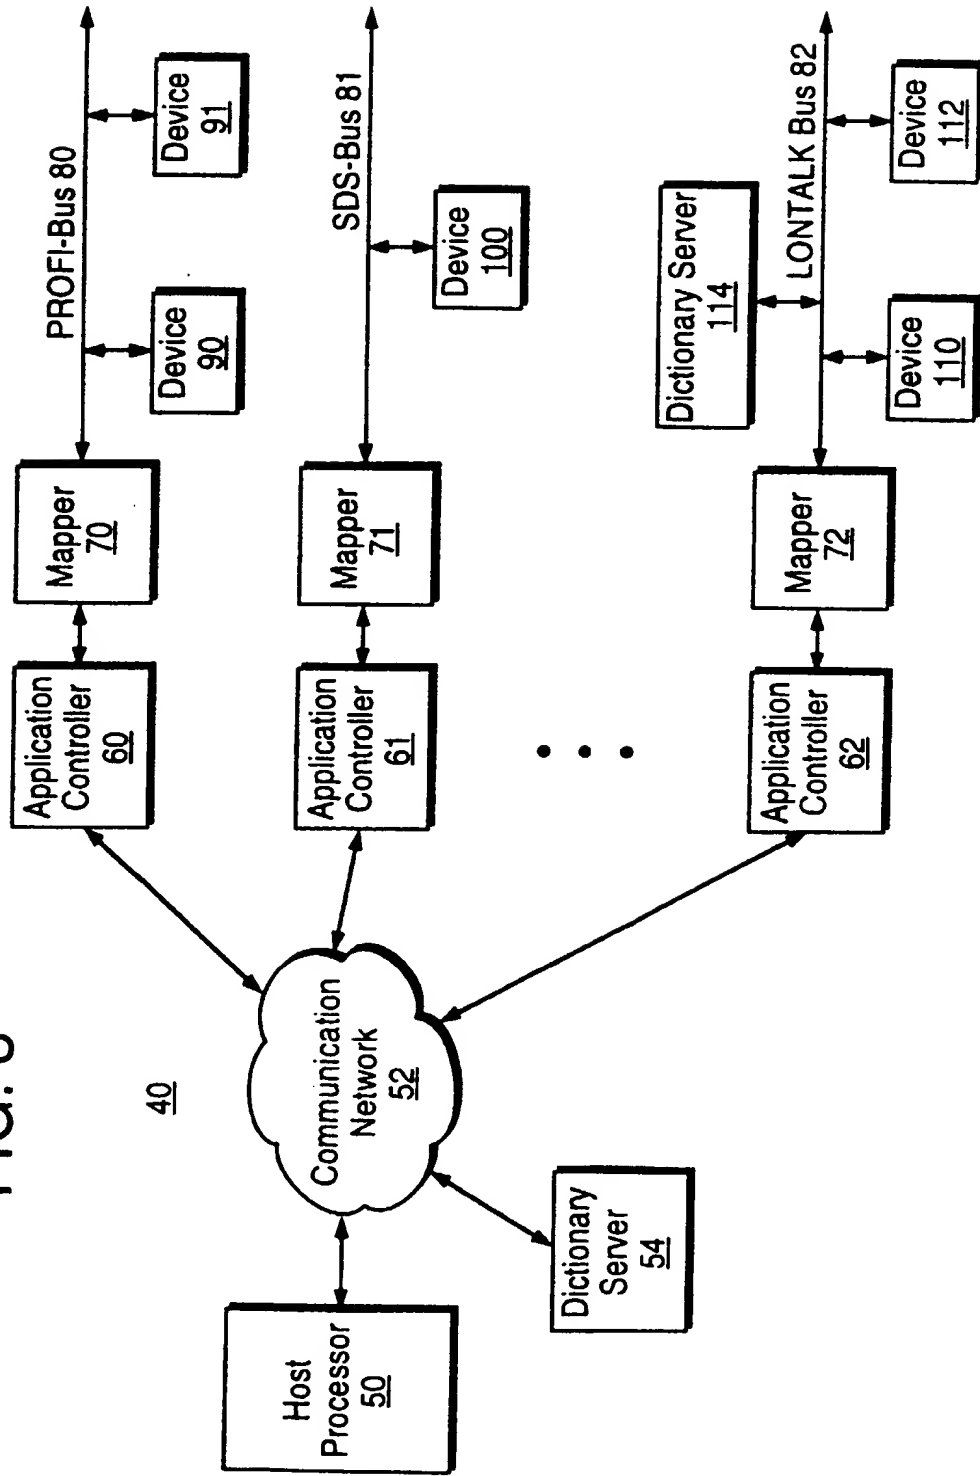 FIG.
40
Host
Processor
50
Communication
Network
52
Dictionary
Server
54
Application
Controller
60
Mapper
70
PROFI-Bus 80
Device
90
Device
91
Application
Controller
61
Mapper
71
SDS-Bus 81
Device
100
Application
Controller
62
Mapper
72
Dictionary Server
114
LONTALK Bus 82
Device
110
Device
112